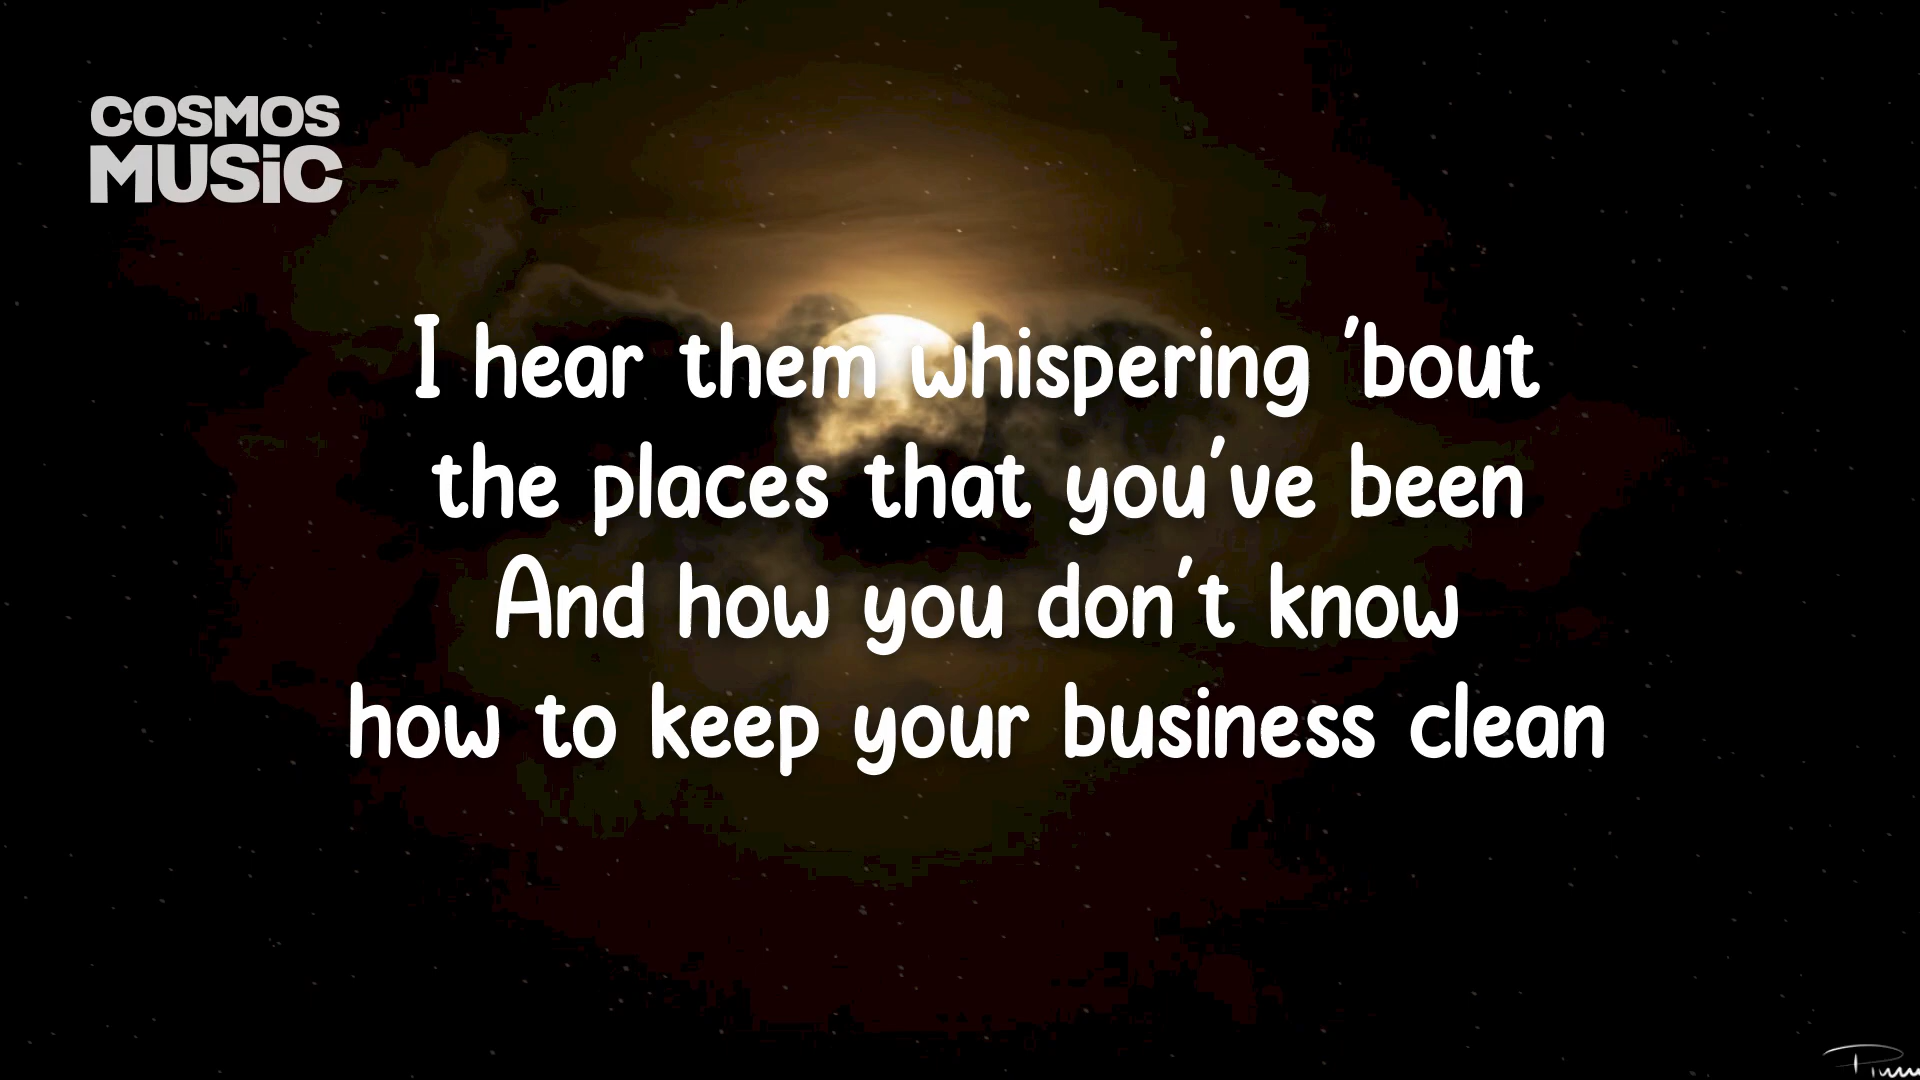 COSMOS
MUSiC
I hear them whispering 'bout
the places that you've been
And how you don't know
how to keep your business clean